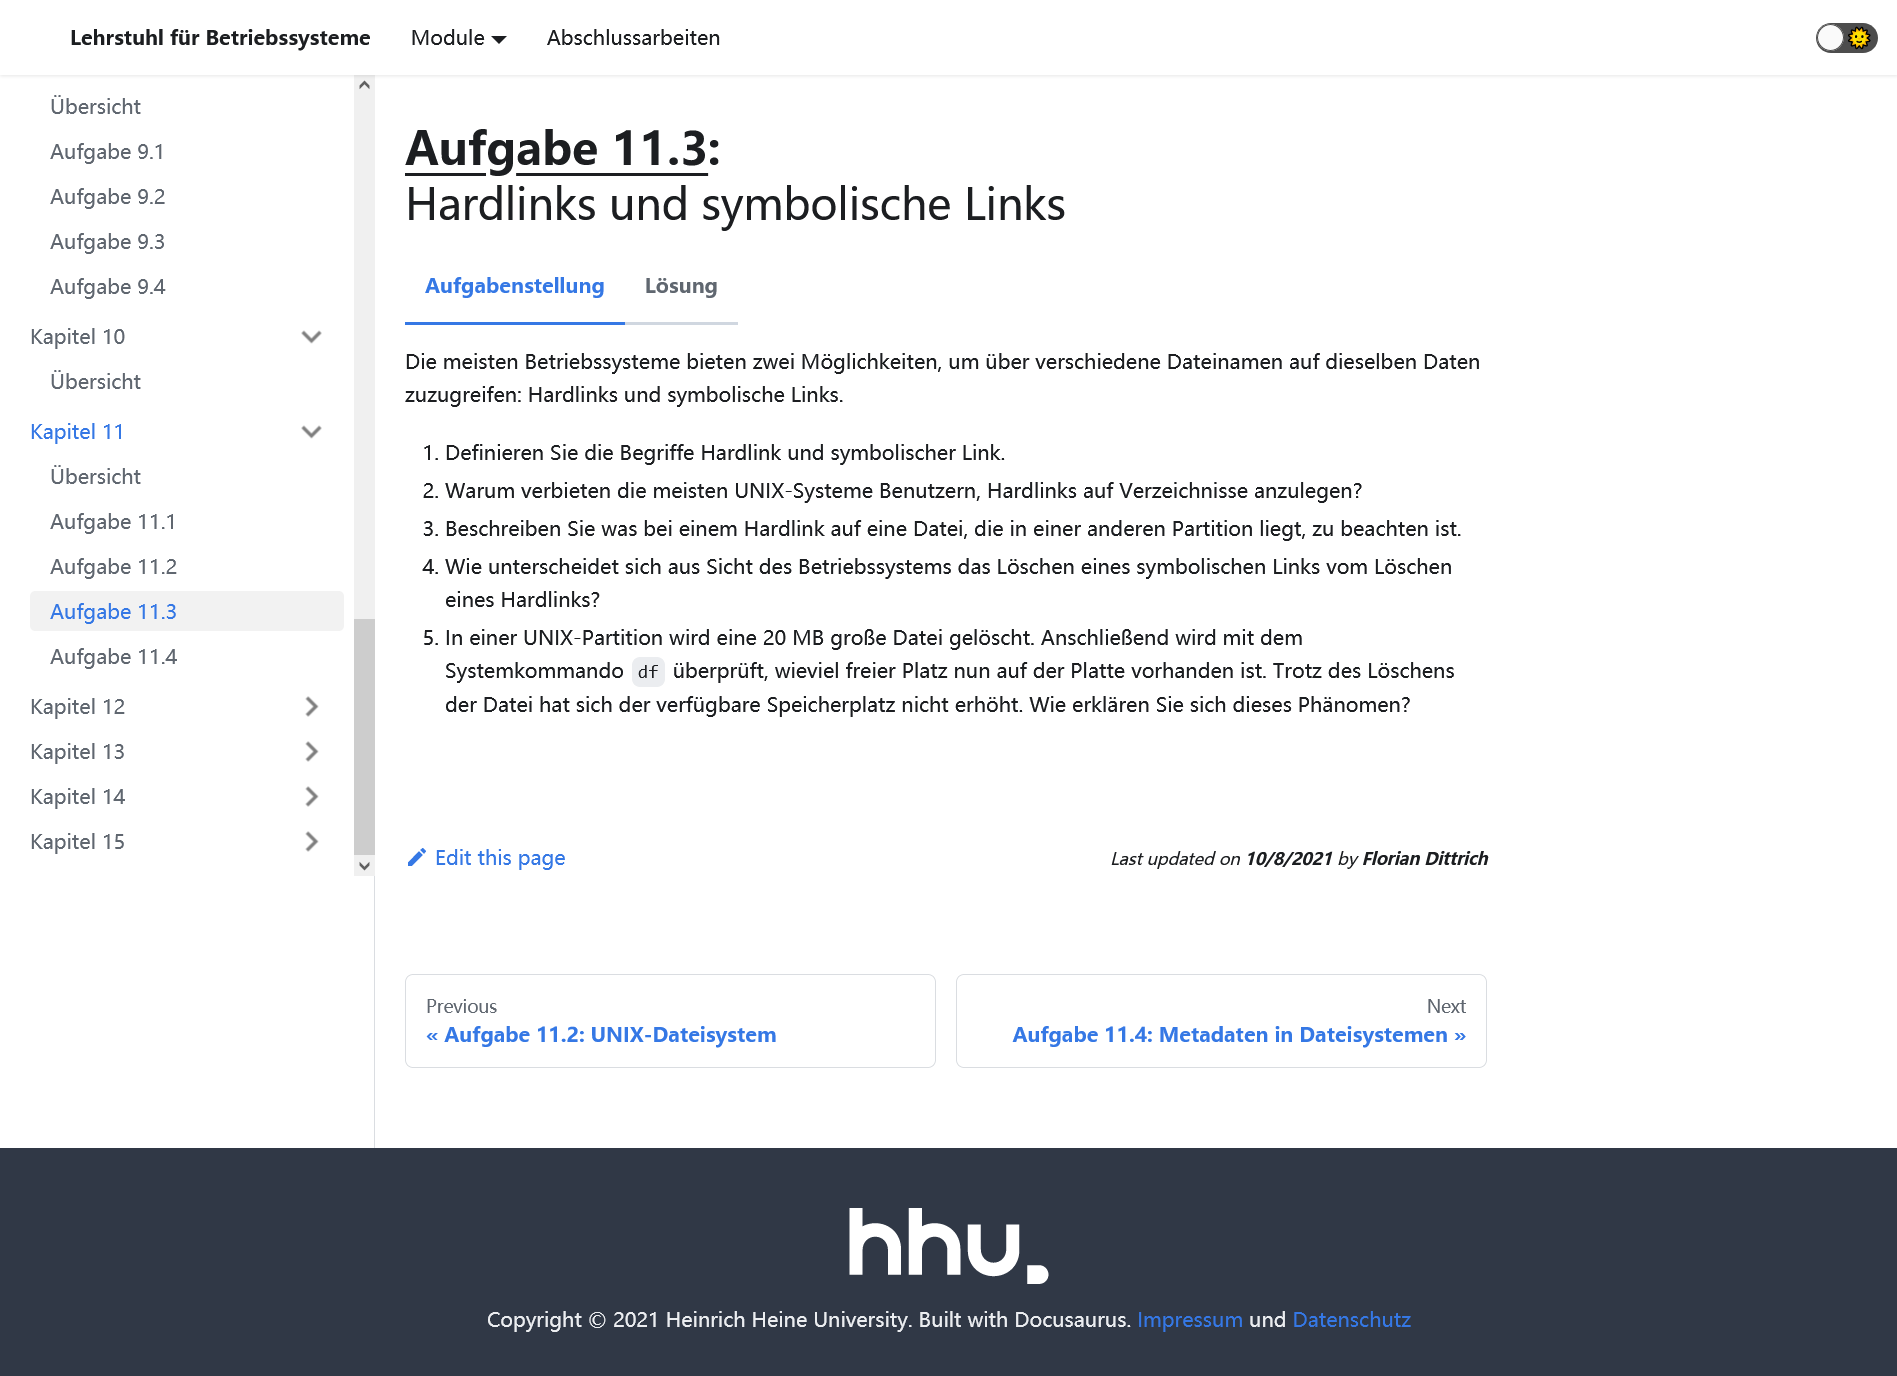 Lehrstuhl für Betriebssysteme Module Abschlussarbeiten
Übersicht
Aufgabe 9.1
Aufgabe 9.2
Aufgabe 9.3
Aufgabe 9.4
Kapitel 10
Übersicht
Kapitel 11
Übersicht
Aufgabe 11.1
Aufgabe 11.2
Aufgabe 11.3
Aufgabe 11.4
Kapitel 12
Kapitel 13
Kapitel 14
Kapitel 15
Aufgabe 11.3:
Hardlinks und symbolische Links
Aufgabenstellung Lösung
Die meisten Betriebssysteme bieten zwei Möglichkeiten, um über verschiedene Dateinamen auf dieselben Daten
zuzugreifen: Hardlinks und symbolische Links.
1. Definieren Sie die Begriffe Hardlink und symbolischer Link.
2. Warum verbieten die meisten UNIX-Systeme Benutzern, Hardlinks auf Verzeichnisse anzulegen?
3. Beschreiben Sie was bei einem Hardlink auf eine Datei, die in einer anderen Partition liegt, zu beachten ist.
4. Wie unterscheidet sich aus Sicht des Betriebssystems das Löschen eines symbolischen Links vom Löschen
eines Hardlinks?
5. In einer UNIX-Partition wird eine 20 MB große Datei gelöscht. Anschließend wird mit dem
Systemkommando df überprüft, wieviel freier Platz nun auf der Platte vorhanden ist. Trotz des Löschens
der Datei hat sich der verfügbare Speicherplatz nicht erhöht. Wie erklären Sie sich dieses Phänomen?
Edit this page Last updated on 10/8/2021 by Florian Dittrich
Previous
« Aufgabe 11.2: UNIX-Dateisystem
Next
Aufgabe 11.4: Metadaten in Dateisystemen »
hhu.
Copyright © 2021 Heinrich Heine University. Built with Docusaurus. Impressum und Datenschutz